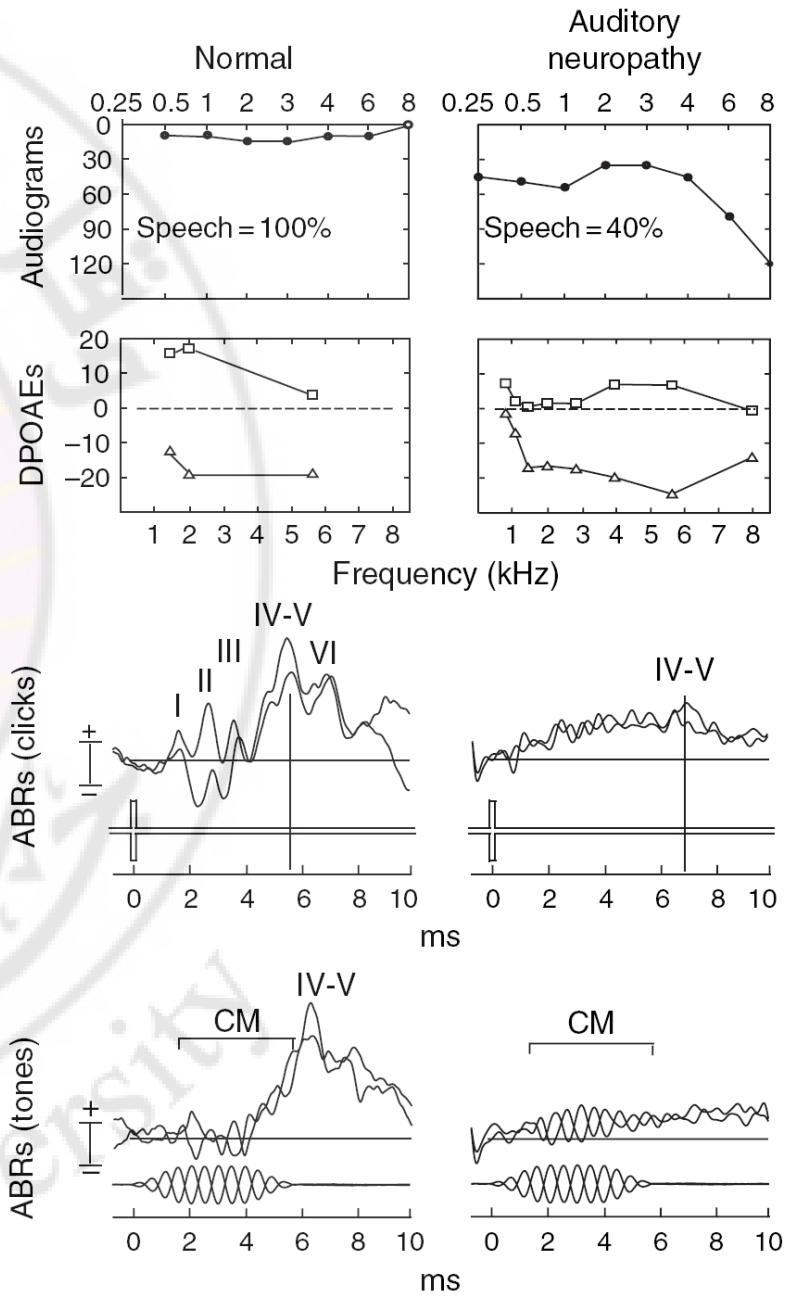 Normal
Auditory
neuropathy
0.25 0.5 1 2 3 4 6 8
0.25 0.5 1 2 3 4 6 8
Audiograms
0
30
60
90
120
Speech = 100%
Speech = 40%
DPOAEs
20
10
0
−10
−20
1 2 3 4 5 6 7 8
1 2 3 4 5 6 7 8
Frequency (kHz)
ABRs (clicks)
+
=
I
II
III
IV-V
VI
IV-V
0 2 4 6 8 10
0 2 4 6 8 10
ms
ABRs (tones)
+
=
CM
IV-V
CM
0 2 4 6 8 10
0 2 4 6 8 10
ms
ersity